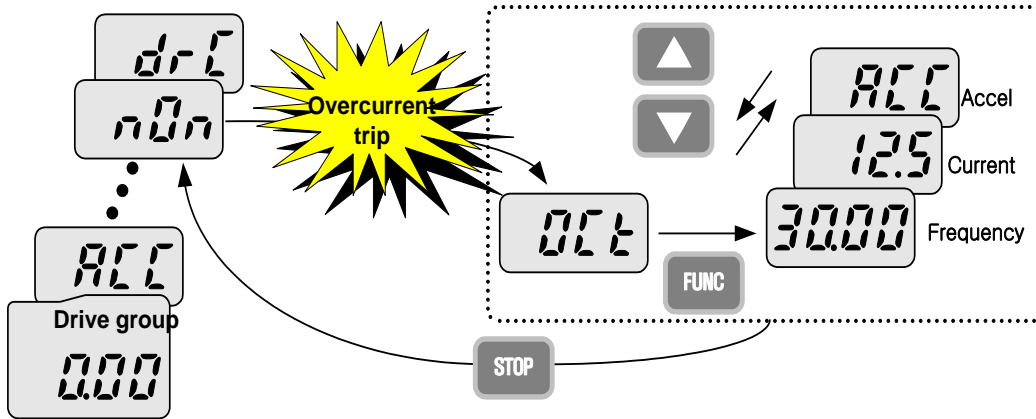 drC
n0n
ACC
Drive group
0.00
Overcurrent
trip
OCt
FUNC
ACC
Accel
12.5
Current
30.00
Frequency
STOP